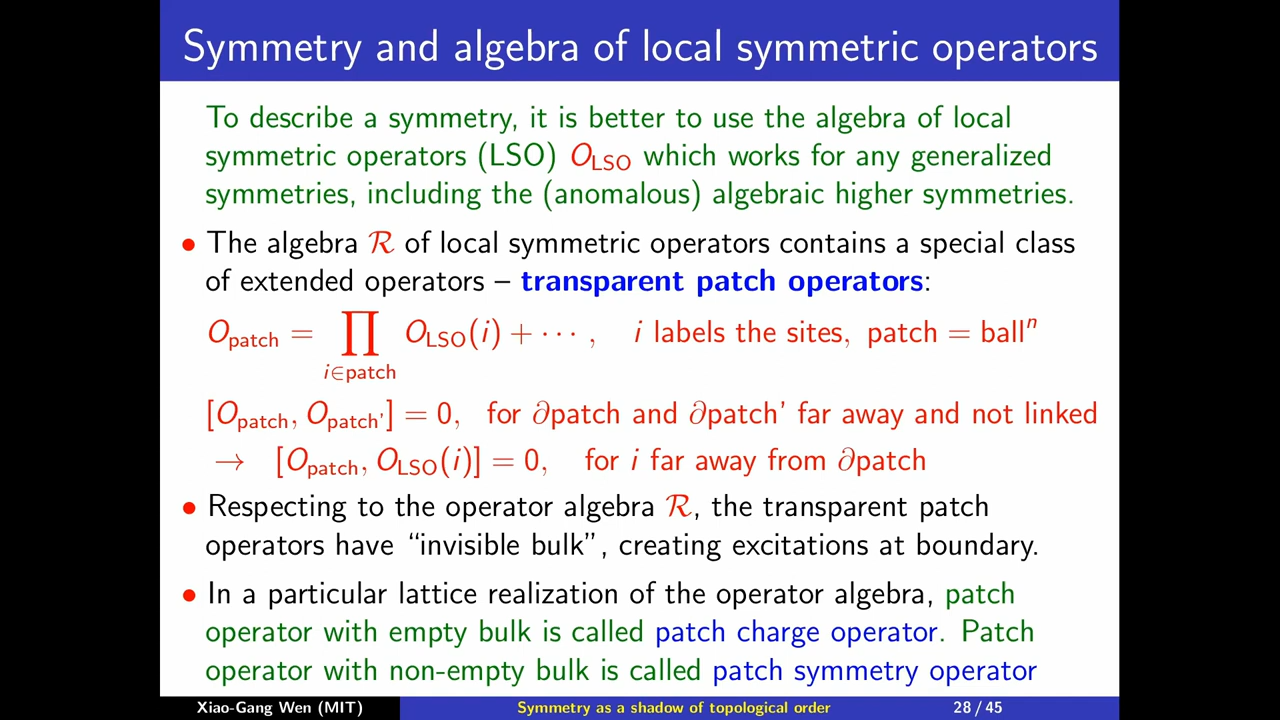 Symmetry and algebra of local symmetric operators
To describe a symmetry, it is better to use the algebra of local
symmetric operators (LSO) O_LSO which works for any generalized
symmetries, including the (anomalous) algebraic higher symmetries.
• The algebra ℛ of local symmetric operators contains a special class
of extended operators – transparent patch operators:
O_patch = ∏_{i∈patch} O_LSO(i) + ··· , i labels the sites, patch = ball^n
[O_patch, O_patch'] = 0, for ∂patch and ∂patch' far away and not linked
→ [O_patch, O_LSO(i)] = 0, for i far away from ∂patch
• Respecting to the operator algebra ℛ, the transparent patch
operators have “invisible bulk”, creating excitations at boundary.
• In a particular lattice realization of the operator algebra, patch
operator with empty bulk is called patch charge operator. Patch
operator with non-empty bulk is called patch symmetry operator
Xiao-Gang Wen (MIT) Symmetry as a shadow of topological order 28 / 45